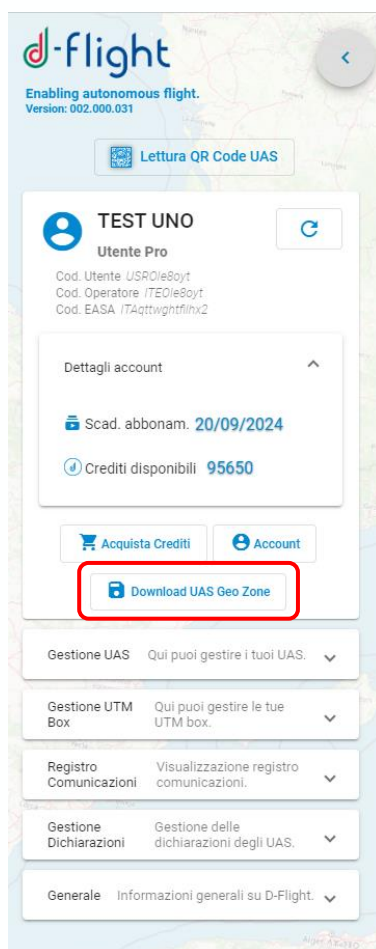 d-flight
Enabling autonomous flight.
Version: 002.000.031
Lettura QR Code UAS
TEST UNO
Utente Pro
Cod. Utente USROIe8oyt
Cod. Operatore ITEOIe8oyt
Cod. EASA ITAqttwghtfilhx2
Dettagli account
Scad. abbonam. 20/09/2024
d Crediti disponibili 95650
Acquista Crediti Account
Download UAS Geo Zone
Gestione UAS Qui puoi gestire i tuoi UAS.
Gestione UTM Qui puoi gestire le tue
Box UTM box.
Registro Visualizzazione registro
Comunicazioni comunicazioni.
Gestione Gestione delle
Dichiarazioni dichiarazioni degli UAS.
Generale Informazioni generali su D-Flight.